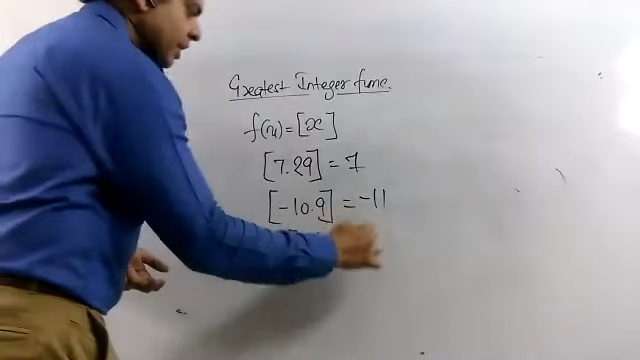 Greatest Integer func.
f(x) = [x]
[7.29] = 7
[-10.9] = -11